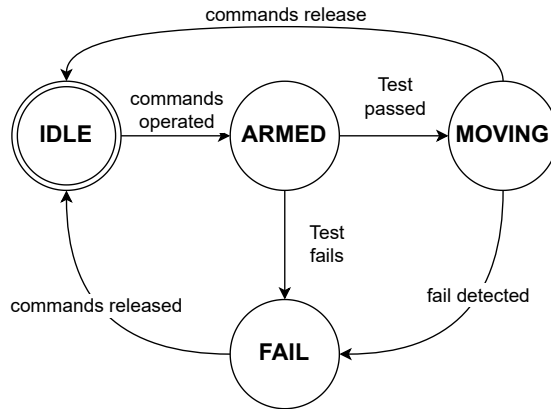 commands release
commands
operated
Test
passed
IDLE
ARMED
MOVING
Test
fails
commands released
fail detected
FAIL